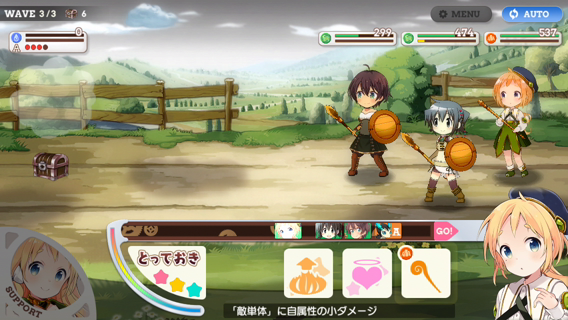 WAVE 3/3 6
MENU
AUTO
0
A
299
474
537
A
GO!
とっておき
SUPPORT
「敵単体」に自属性の小ダメージ